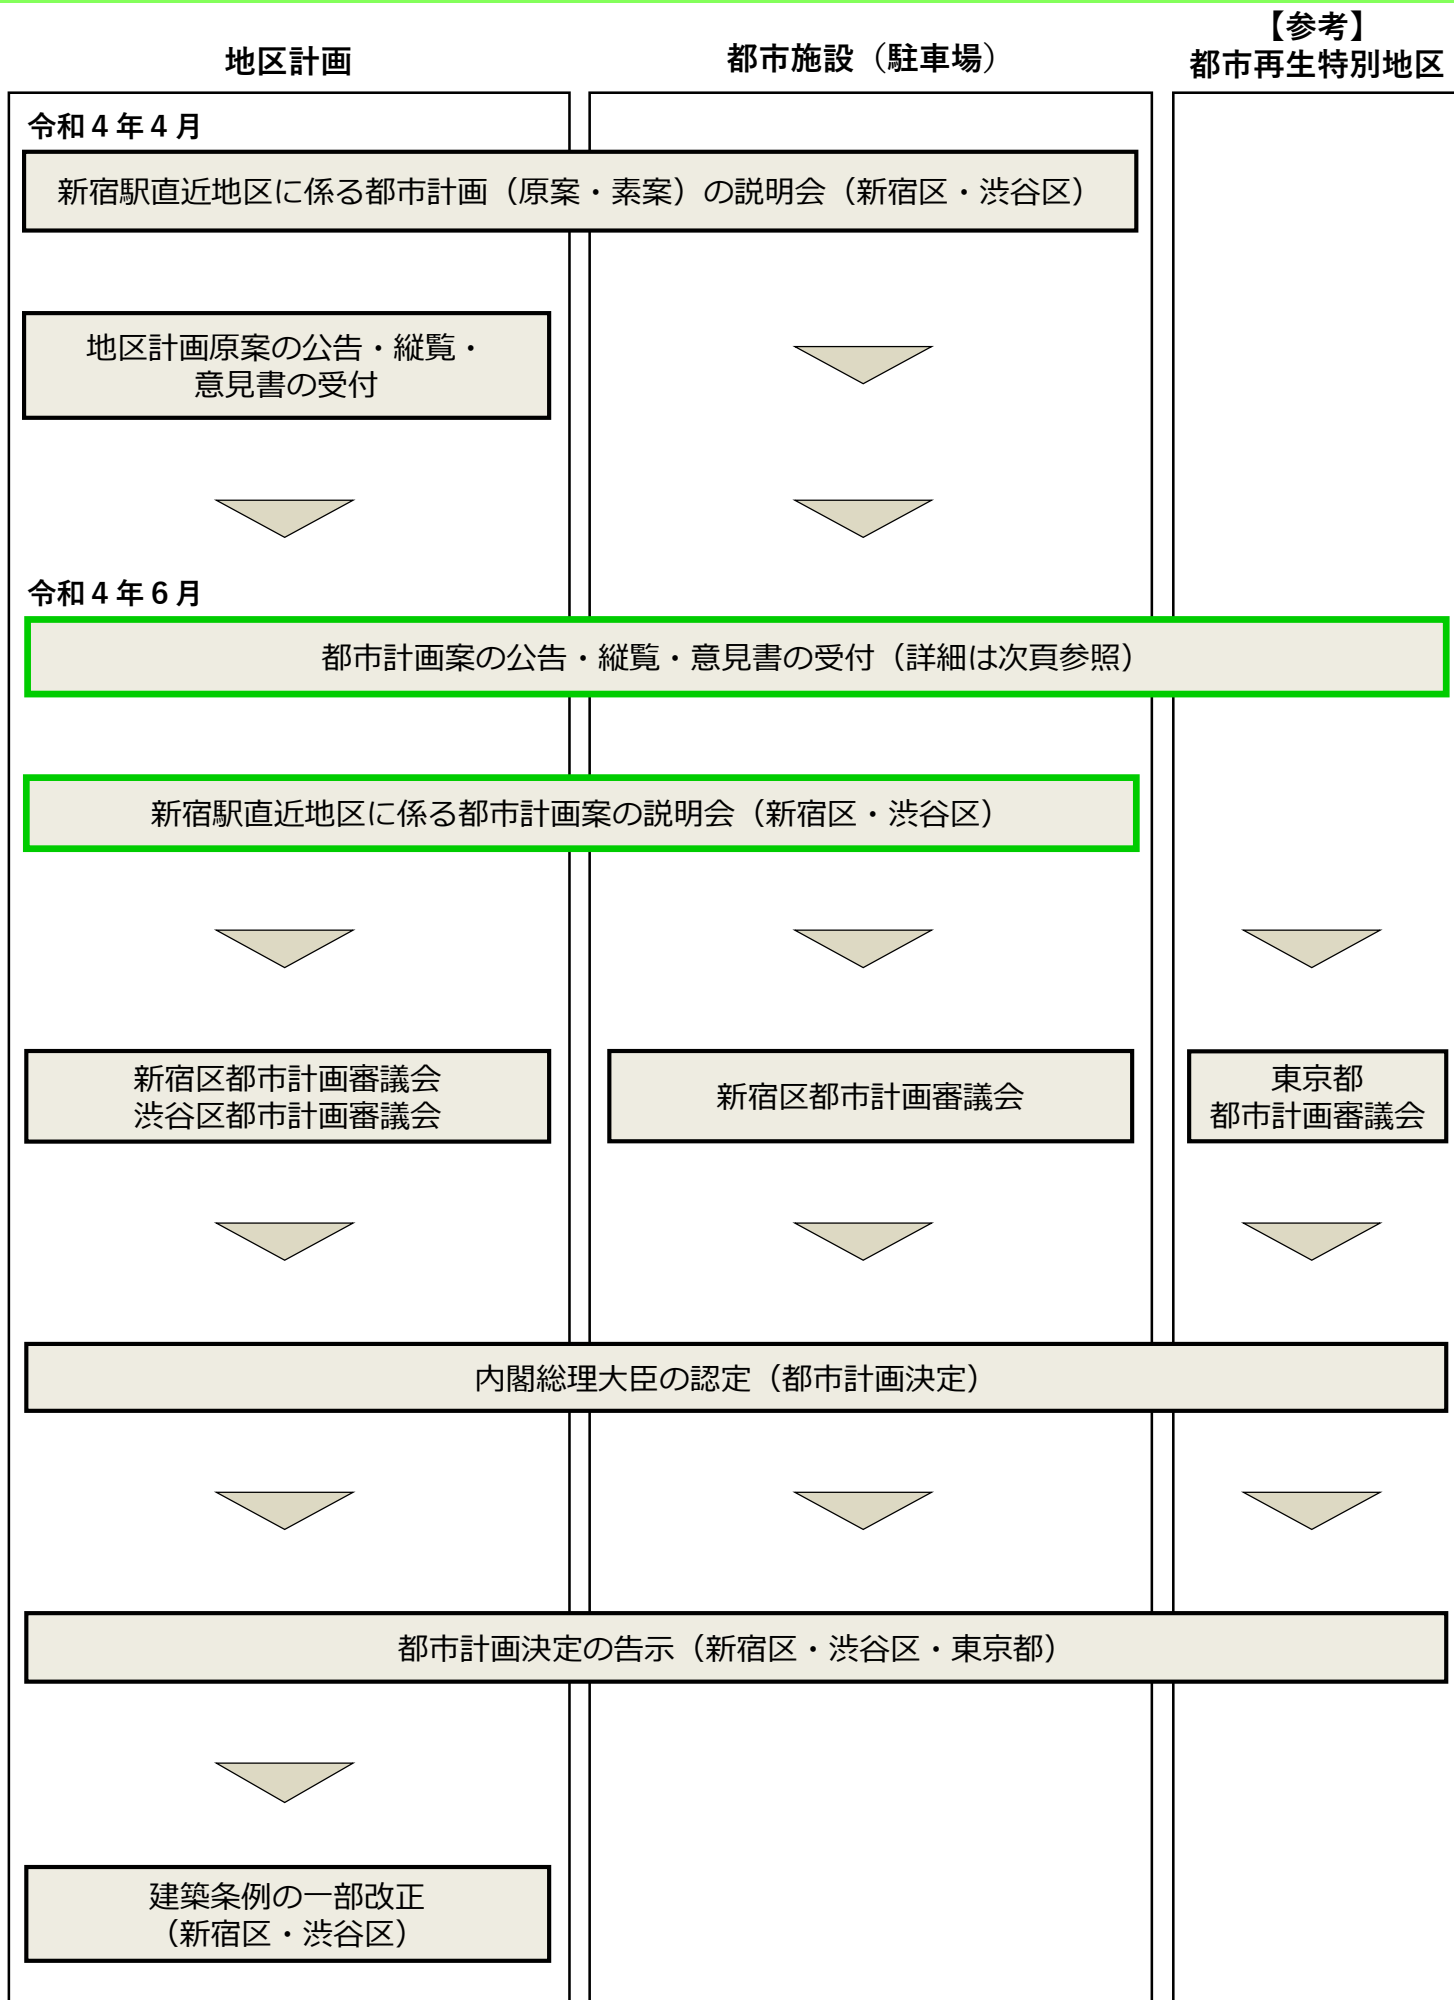 地区計画
都市施設（駐車場）
【参考】
都市再生特別地区
令和４年４月
新宿駅直近地区に係る都市計画（原案・素案）の説明会（新宿区・渋谷区）
地区計画原案の公告・縦覧・
意見書の受付
令和４年６月
都市計画案の公告・縦覧・意見書の受付（詳細は次頁参照）
新宿駅直近地区に係る都市計画案の説明会（新宿区・渋谷区）
新宿区都市計画審議会
渋谷区都市計画審議会
新宿区都市計画審議会
東京都
都市計画審議会
内閣総理大臣の認定（都市計画決定）
都市計画決定の告示（新宿区・渋谷区・東京都）
建築条例の一部改正
（新宿区・渋谷区）